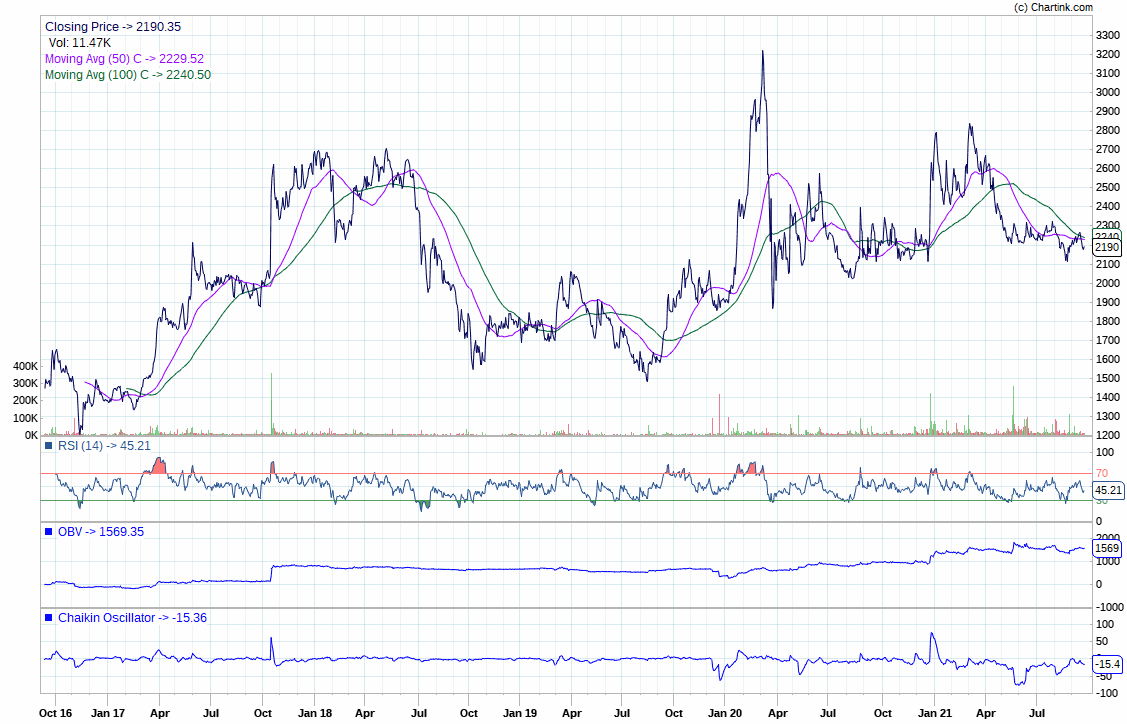 (c) Chartink.com
Closing Price -> 2190.35
Vol: 11.47K
Moving Avg (50) C -> 2229.52
Moving Avg (100) C -> 2240.50
3300
3200
3100
3000
2900
2800
2700
2600
2500
2400
2300
2240
2190
2100
2000
1900
1800
1700
1600
1500
1400
1300
1200
400K
300K
200K
100K
0K
RSI (14) -> 45.21
100
70
45.21
30
0
OBV -> 1569.35
2000
1569
1000
0
-1000
Chaikin Oscillator -> -15.36
100
50
-15.4
-50
-100
Oct 16 Jan 17 Apr Jul Oct Jan 18 Apr Jul Oct Jan 19 Apr Jul Oct Jan 20 Apr Jul Oct Jan 21 Apr Jul